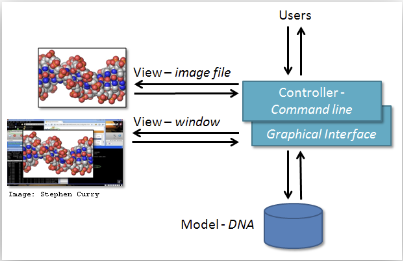 Users
View – image file
Controller -
Command line
View – window
Graphical Interface
Image: Stephen Curry
Model - DNA